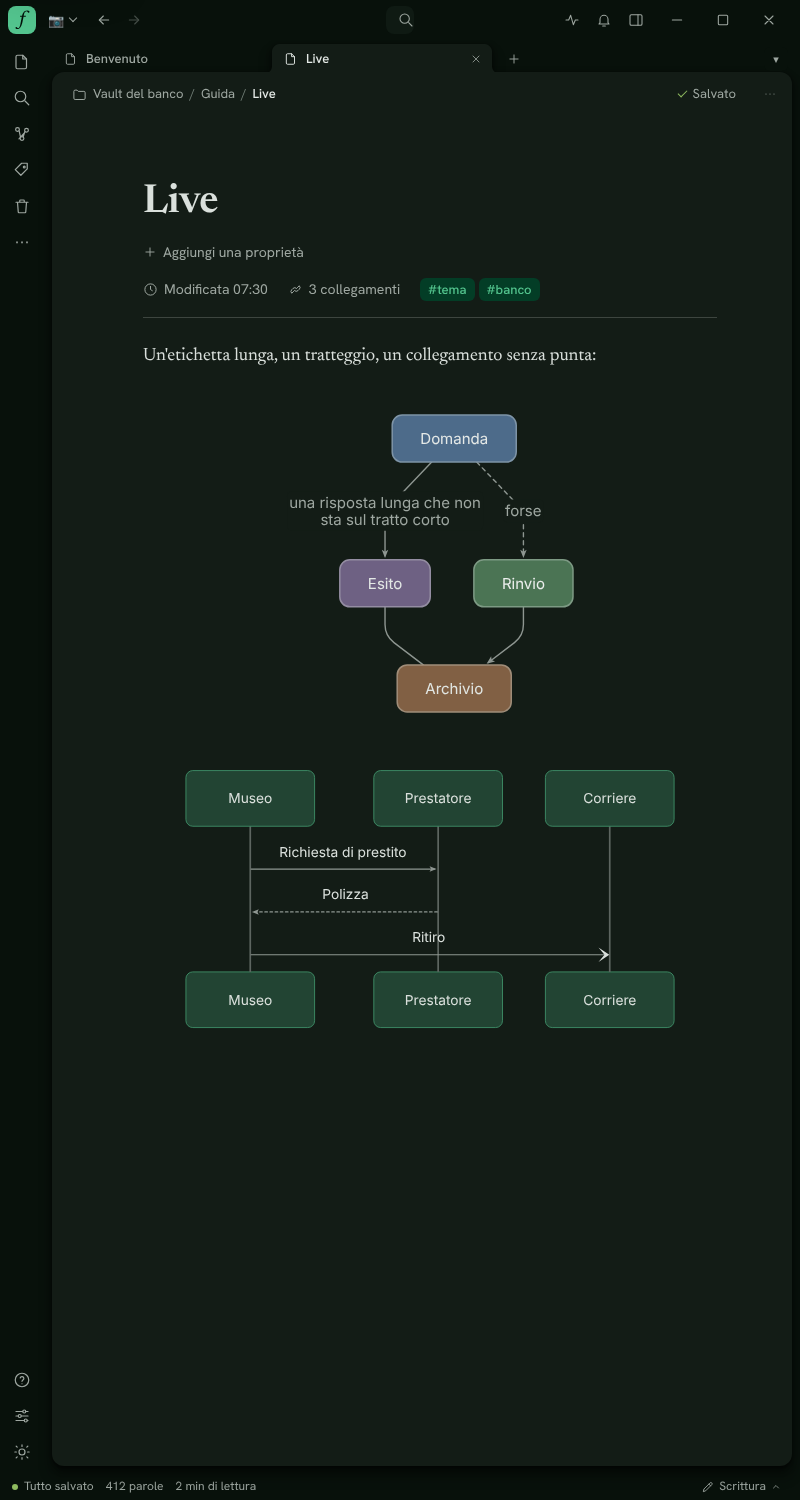 f
Benvenuto
Live
Vault del banco / Guida / Live
Salvato
Live
Aggiungi una proprietà
Modificata 07:30
3 collegamenti
#tema
#banco
Un'etichetta lunga, un tratteggio, un collegamento senza punta:
Domanda
una risposta lunga che non
sta sul tratto corto
forse
Esito
Rinvio
Archivio
Museo
Prestatore
Corriere
Richiesta di prestito
Polizza
Ritiro
Museo
Prestatore
Corriere
Tutto salvato
412 parole
2 min di lettura
Scrittura